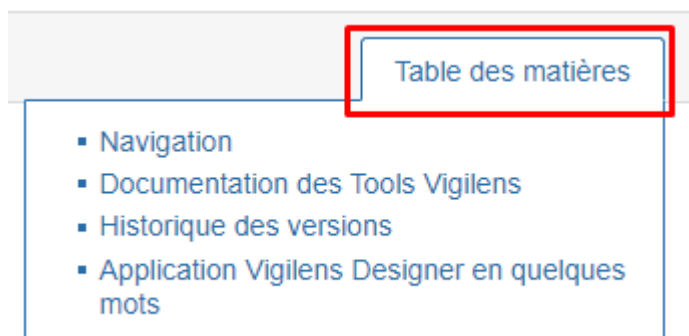 Table des matières
Navigation
Documentation des Tools Vigilens
Historique des versions
Application Vigilens Designer en quelques
mots